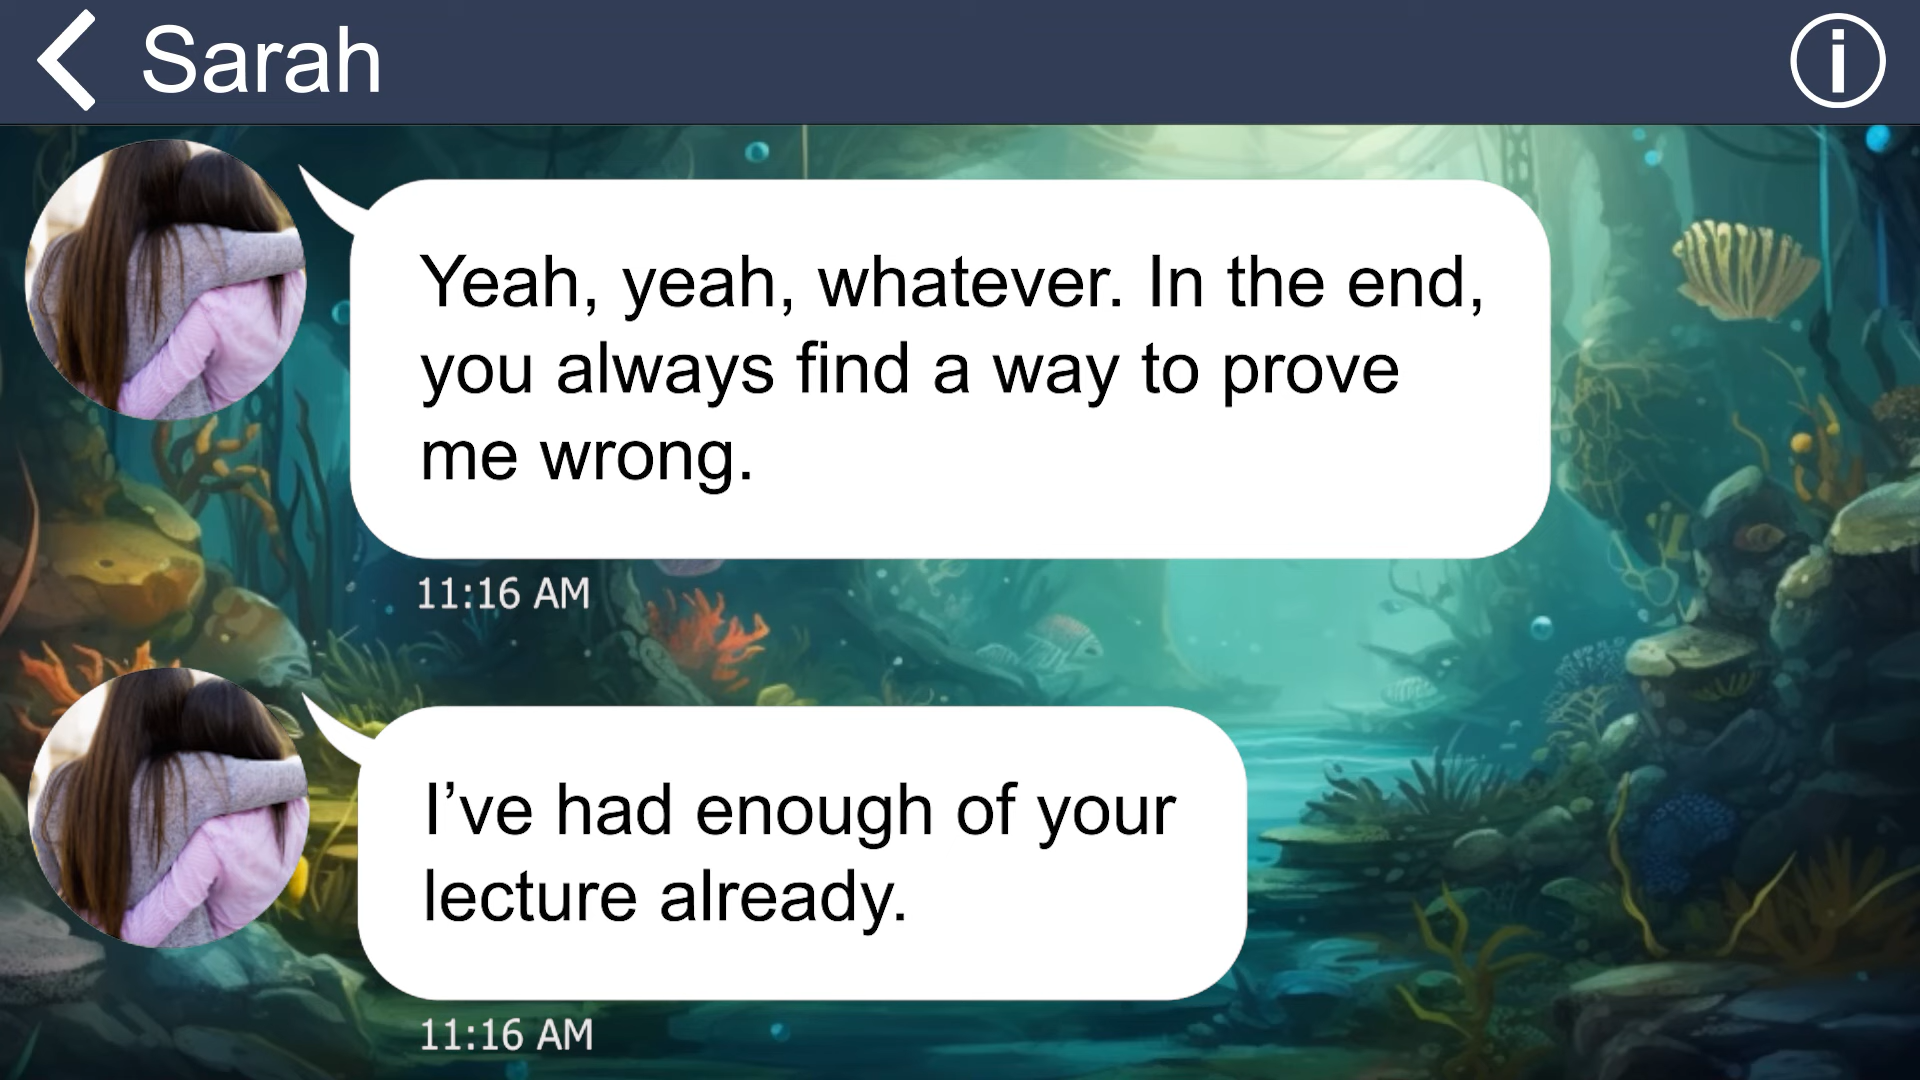 Sarah
Yeah, yeah, whatever. In the end,
you always find a way to prove
me wrong.
11:16 AM
I’ve had enough of your
lecture already.
11:16 AM